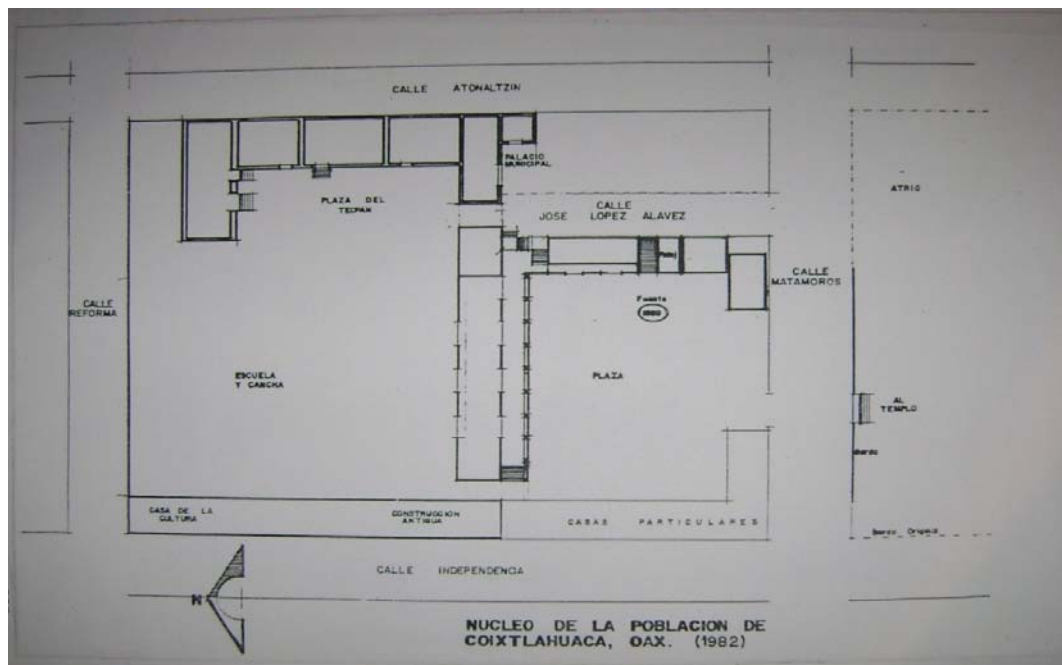 CALLE ATONALTZIN
PALACIO
MUNICIPAL
PLAZA DEL
TECPAN
CALLE
JOSE LOPEZ ALAVEZ
ATRIO
CALLE
REFORMA
CALLE
MATAMOROS
Reloj
Fuente
ESCUELA
Y CANCHA
PLAZA
AL
TEMPLO
CASA DE LA
CULTURA
CONSTRUCCION
ANTIGUA
CASAS PARTICULARES
Barda Original
CALLE INDEPENDENCIA
N
NUCLEO DE LA POBLACION DE
COIXTLAHUACA, OAX. (1982)